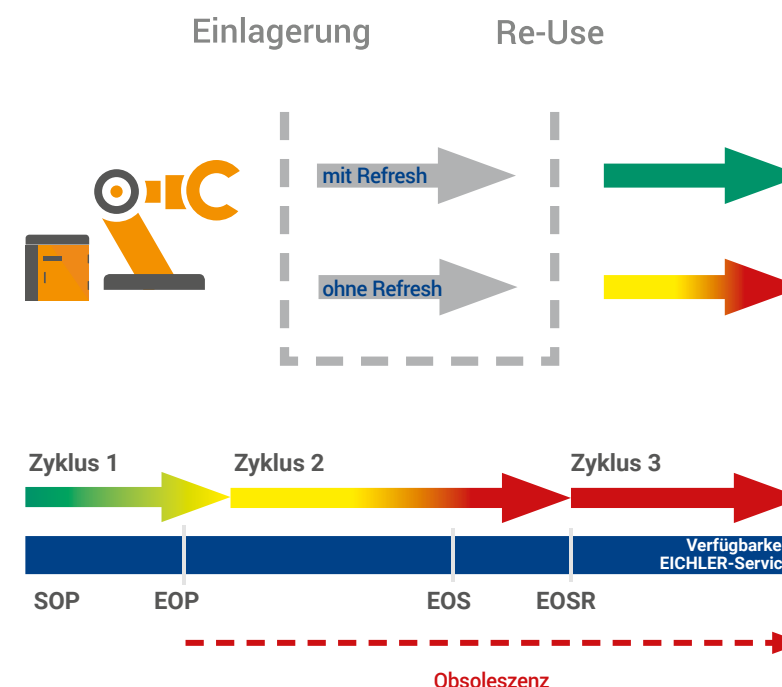 Einlagerung
Re-Use
mit Refresh
ohne Refresh
Zyklus 1
Zyklus 2
Zyklus 3
Verfügbarke
EICHLER-Servic
SOP
EOP
EOS
EOSR
Obsoleszenz